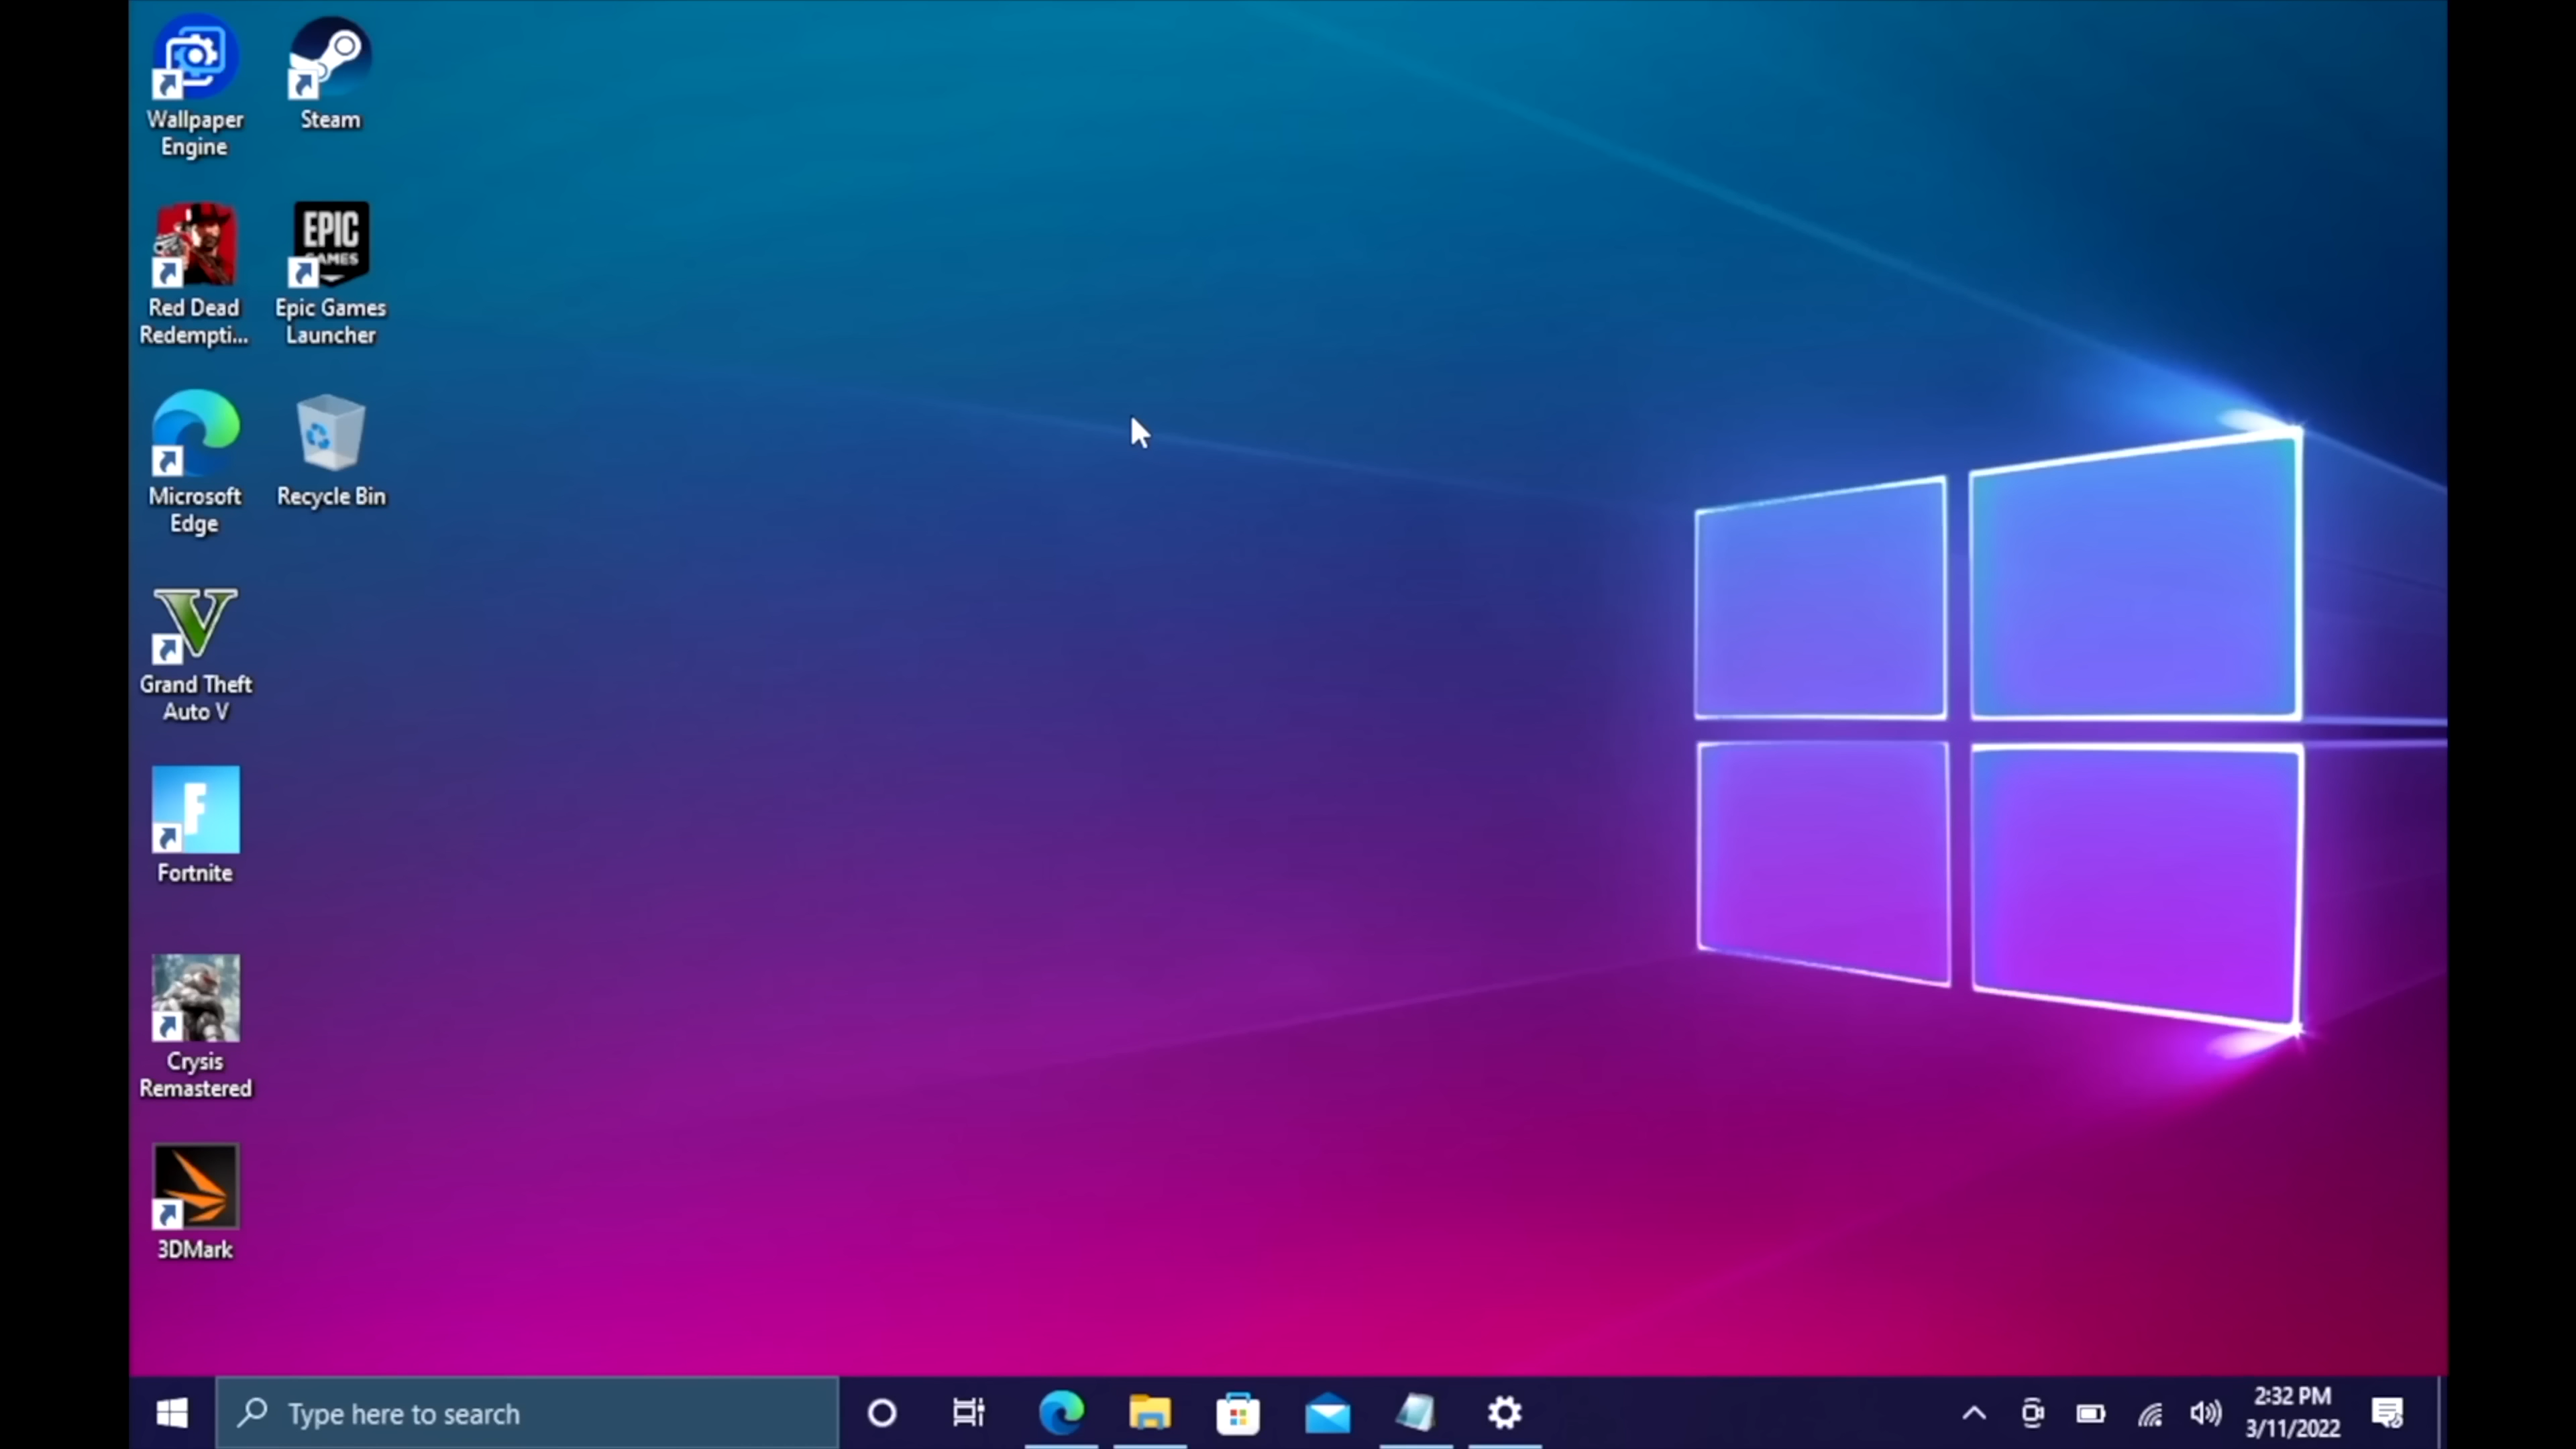 Wallpaper
Engine
Steam
Red Dead
Redempti...
EPIC
GAMES
Epic Games
Launcher
Microsoft
Edge
Recycle Bin
V
Grand Theft
Auto V
F
Fortnite
Crysis
Remastered
3DMark
Type here to search
2:32 PM
3/11/2022